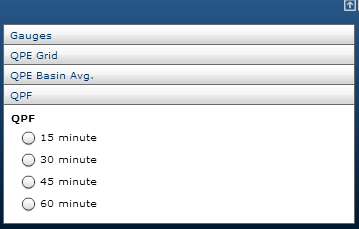 Gauges
QPE Grid
QPE Basin Avg.
QPF
QPF
15 minute
30 minute
45 minute
60 minute